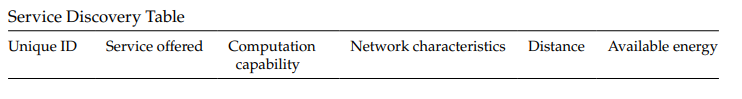 Service Discovery Table
Unique ID Service offered Computation capability Network characteristics Distance Available energy